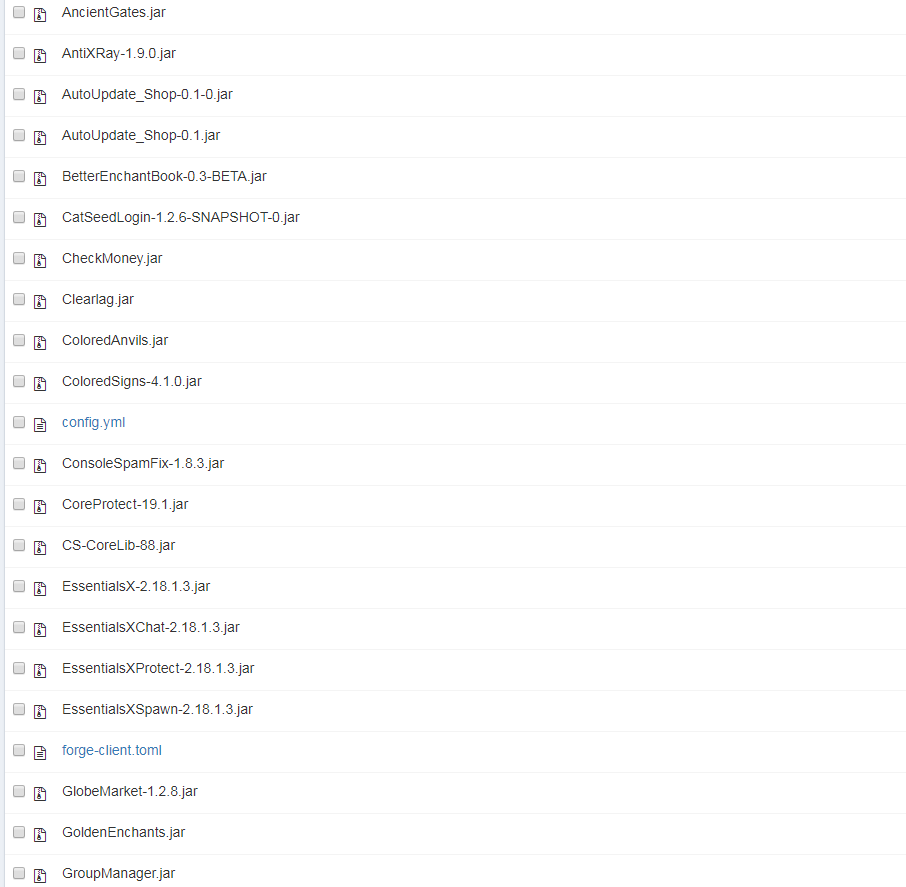 AncientGates.jar
AntiXRay-1.9.0.jar
AutoUpdate_Shop-0.1-0.jar
AutoUpdate_Shop-0.1.jar
BetterEnchantBook-0.3-BETA.jar
CatSeedLogin-1.2.6-SNAPSHOT-0.jar
CheckMoney.jar
Clearlag.jar
ColoredAnvils.jar
ColoredSigns-4.1.0.jar
config.yml
ConsoleSpamFix-1.8.3.jar
CoreProtect-19.1.jar
CS-CoreLib-88.jar
EssentialsX-2.18.1.3.jar
EssentialsXChat-2.18.1.3.jar
EssentialsXProtect-2.18.1.3.jar
EssentialsXSpawn-2.18.1.3.jar
forge-client.toml
GlobeMarket-1.2.8.jar
GoldenEnchants.jar
GroupManager.jar